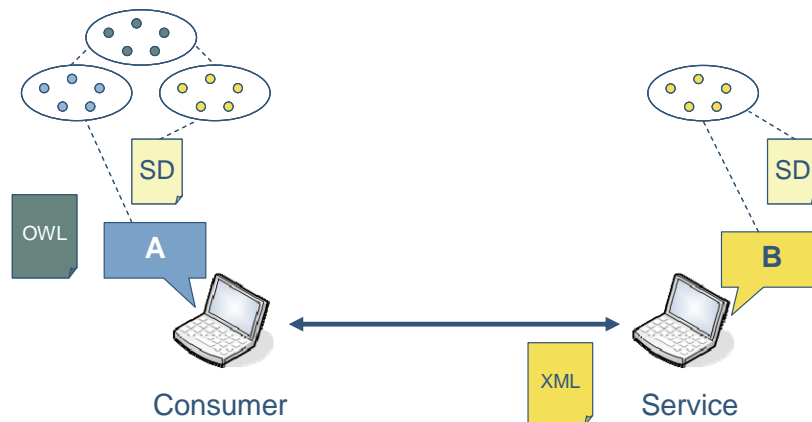 SD
SD
OWL
A
B
XML
Consumer
Service